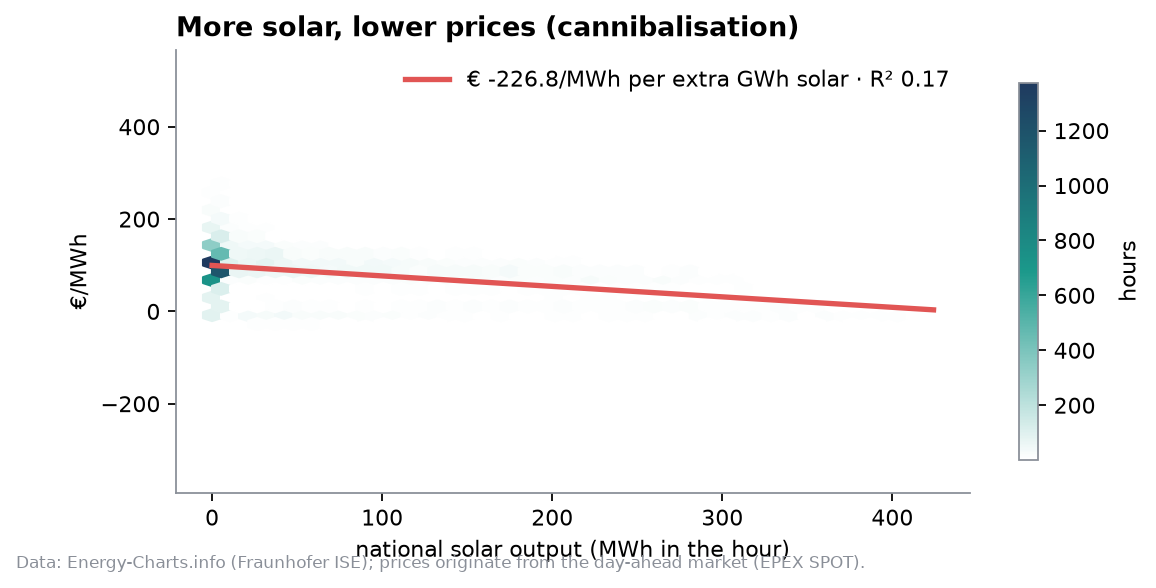 More solar, lower prices (cannibalisation)
€ -226.8/MWh per extra GWh solar · R² 0.17
400
200
0
−200
€/MWh
0
100
200
300
400
national solar output (MWh in the hour)
1200
1000
800
600
400
200
hours
Data: Energy-Charts.info (Fraunhofer ISE); prices originate from the day-ahead market (EPEX SPOT).